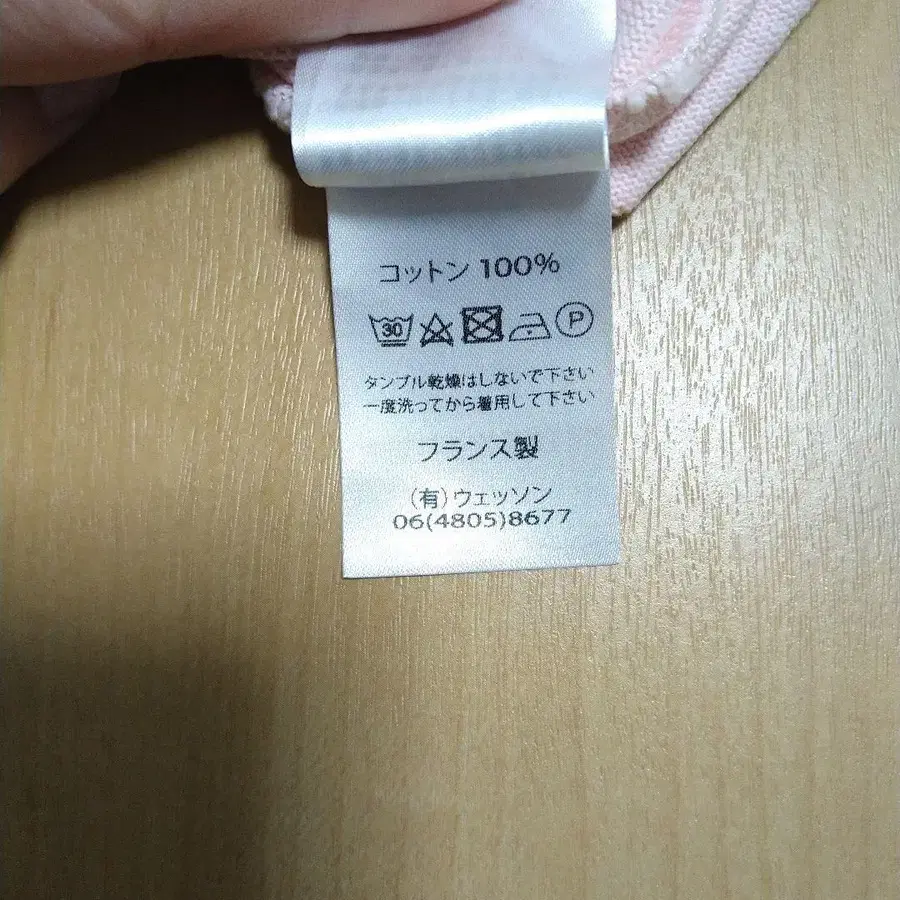 コットン 100%
30 P
タンブル乾燥はしないで下さい
一度洗ってから着用して下さい
フランス製
(有)ウェッソン
06(4805)8677